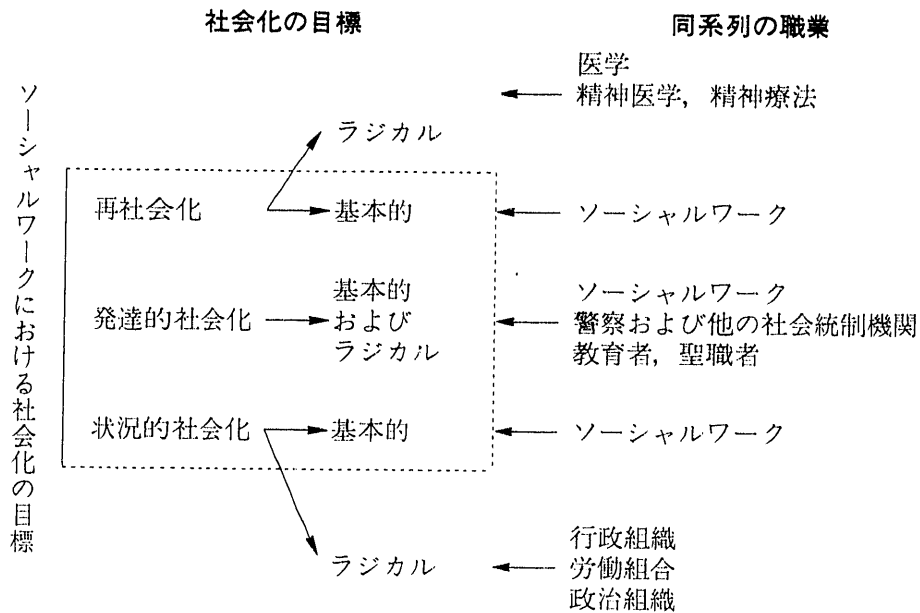 社会化の目標
同系列の職業
ソーシャルワークにおける社会化の目標
医学
精神医学，精神療法
ラジカル
再社会化
基本的
ソーシャルワーク
発達的社会化
基本的
および
ラジカル
ソーシャルワーク
警察および他の社会統制機関
教育者，聖職者
状況的社会化
基本的
ソーシャルワーク
ラジカル
行政組織
労働組合
政治組織